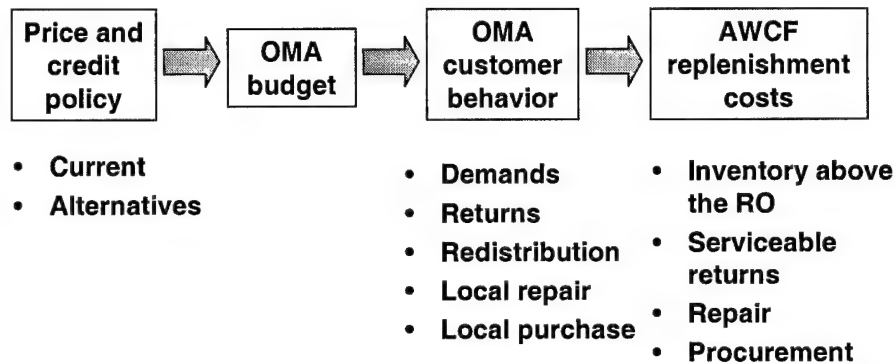 Price and
credit
policy
OMA
budget
OMA
customer
behavior
AWCF
replenishment
costs
• Current
• Alternatives
• Demands
• Returns
• Redistribution
• Local repair
• Local purchase
• Inventory above
the RO
• Serviceable
returns
• Repair
• Procurement